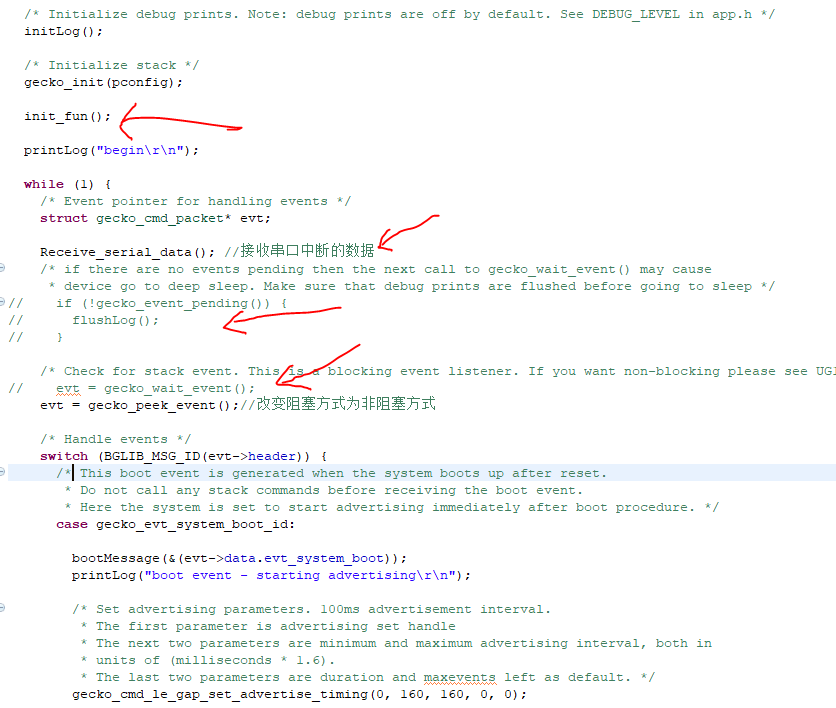 /* Initialize debug prints. Note: debug prints are off by default. See DEBUG_LEVEL in app.h */
initLog();
/* Initialize stack */
gecko_init(pconfig);
init_fun();
printLog("begin\r\n");
while (1) {
/* Event pointer for handling events */
struct gecko_cmd_packet* evt;
Receive_serial_data(); //接收串口中断的数据
/* if there are no events pending then the next call to gecko_wait_event() may cause
* device go to deep sleep. Make sure that debug prints are flushed before going to sleep */
// if (!gecko_event_pending()) {
// flushLog();
// }
/* Check for stack event. This is a blocking event listener. If you want non-blocking please see UG
// evt = gecko_wait_event();
evt = gecko_peek_event();//改变阻塞方式为非阻塞方式
/* Handle events */
switch (BGLIB_MSG_ID(evt->header)) {
/* This boot event is generated when the system boots up after reset.
* Do not call any stack commands before receiving the boot event.
* Here the system is set to start advertising immediately after boot procedure. */
case gecko_evt_system_boot_id:
bootMessage(&(evt->data.evt_system_boot));
printLog("boot event - starting advertising\r\n");
/* Set advertising parameters. 100ms advertisement interval.
* The first parameter is advertising set handle
* The next two parameters are minimum and maximum advertising interval, both in
* units of (milliseconds * 1.6).
* The last two parameters are duration and maxevents left as default. */
gecko_cmd_le_gap_set_advertise_timing(0, 160, 160, 0, 0);